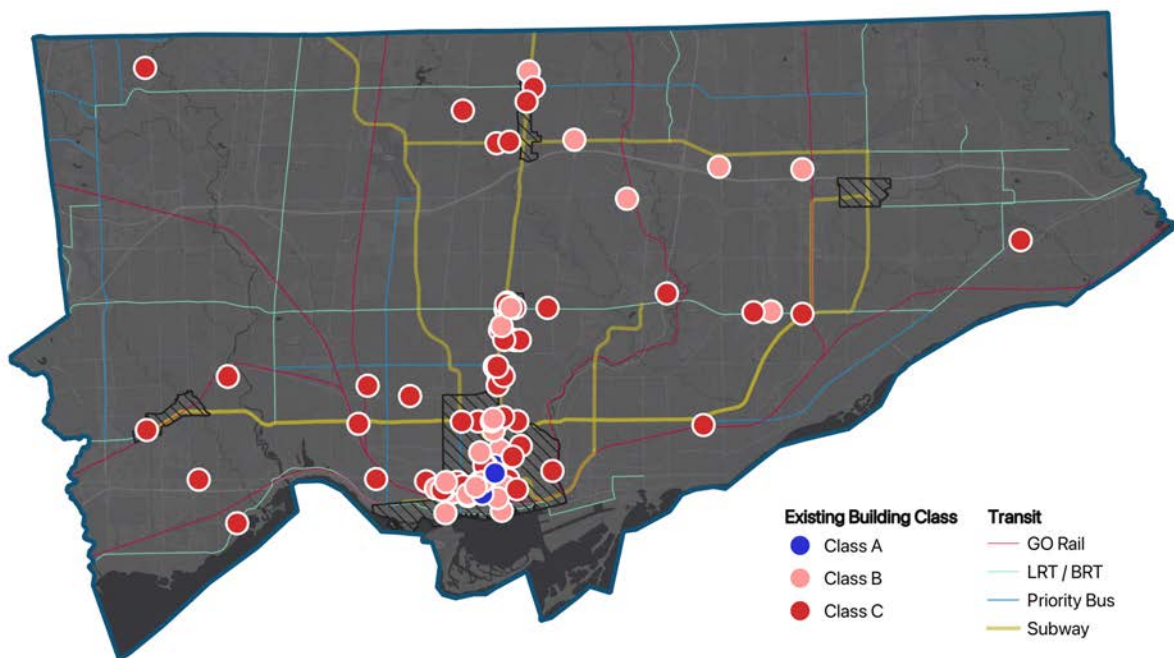 Existing Building Class
Class A
Class B
Class C
Transit
GO Rail
LRT / BRT
Priority Bus
Subway